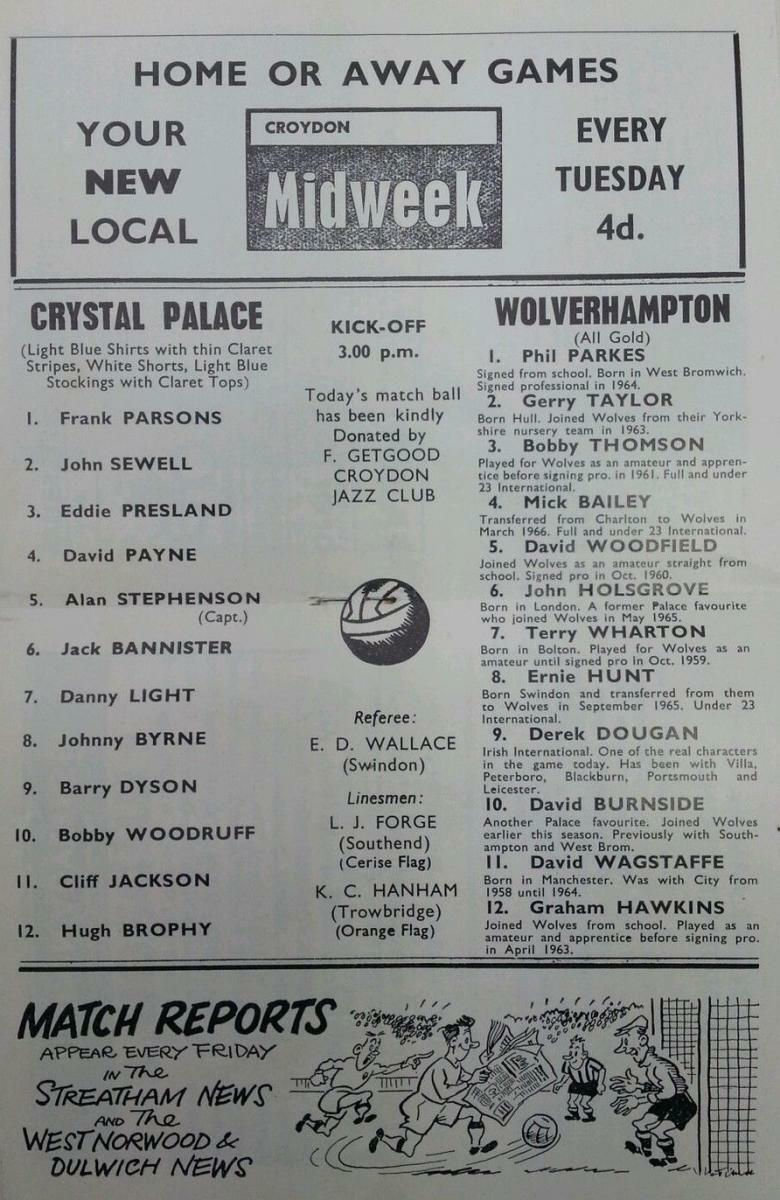 HOME OR AWAY GAMES
YOUR
NEW
LOCAL
CROYDON
Midweek
EVERY
TUESDAY
4d.
CRYSTAL PALACE
(Light Blue Shirts with thin Claret
Stripes, White Shorts, Light Blue
Stockings with Claret Tops)
1. Frank PARSONS
2. John SEWELL
3. Eddie PRESLAND
4. David PAYNE
5. Alan STEPHENSON
(Capt.)
6. Jack BANNISTER
7. Danny LIGHT
8. Johnny BYRNE
9. Barry DYSON
10. Bobby WOODRUFF
11. Cliff JACKSON
12. Hugh BROPHY
KICK-OFF
3.00 p.m.
Today's match ball
has been kindly
Donated by
F. GETGOOD
CROYDON
JAZZ CLUB
Referee:
E. D. WALLACE
(Swindon)
Linesmen:
L. J. FORGE
(Southend)
(Cerise Flag)
K. C. HANHAM
(Trowbridge)
(Orange Flag)
WOLVERHAMPTON
(All Gold)
1. Phil PARKES
Signed from school. Born in West Bromwich.
Signed professional in 1964.
2. Gerry TAYLOR
Born Hull. Joined Wolves from their York-
shire nursery team in 1963.
3. Bobby THOMSON
Played for Wolves as an amateur and appren-
tice before signing pro. in 1961. Full and under
23 International.
4. Mick BAILEY
Transferred from Charlton to Wolves in
March 1966. Full and under 23 International.
5. David WOODFIELD
Joined Wolves as an amateur straight from
school. Signed pro in Oct. 1960.
6. John HOLSGROVE
Born in London. A former Palace favourite
who joined Wolves in May 1965.
7. Terry WHARTON
Born in Bolton. Played for Wolves as an
amateur until signed pro in Oct. 1959.
8. Ernie HUNT
Born Swindon and transferred from them
to Wolves in September 1965. Under 23
International.
9. Derek DOUGAN
Irish International. One of the real characters
in the game today. Has been with Villa,
Peterboro, Blackburn, Portsmouth and
Leicester.
10. David BURNSIDE
Another Palace favourite. Joined Wolves
earlier this season. Previously with South-
ampton and West Brom.
11. David WAGSTAFFE
Born in Manchester. Was with City from
1958 until 1964.
12. Graham HAWKINS
Joined Wolves from school. Played as an
amateur and apprentice before signing pro.
in April 1963.
MATCH REPORTS
APPEAR EVERY FRIDAY
IN The
STREATHAM NEWS
AND The
WEST NORWOOD &
DULWICH NEWS